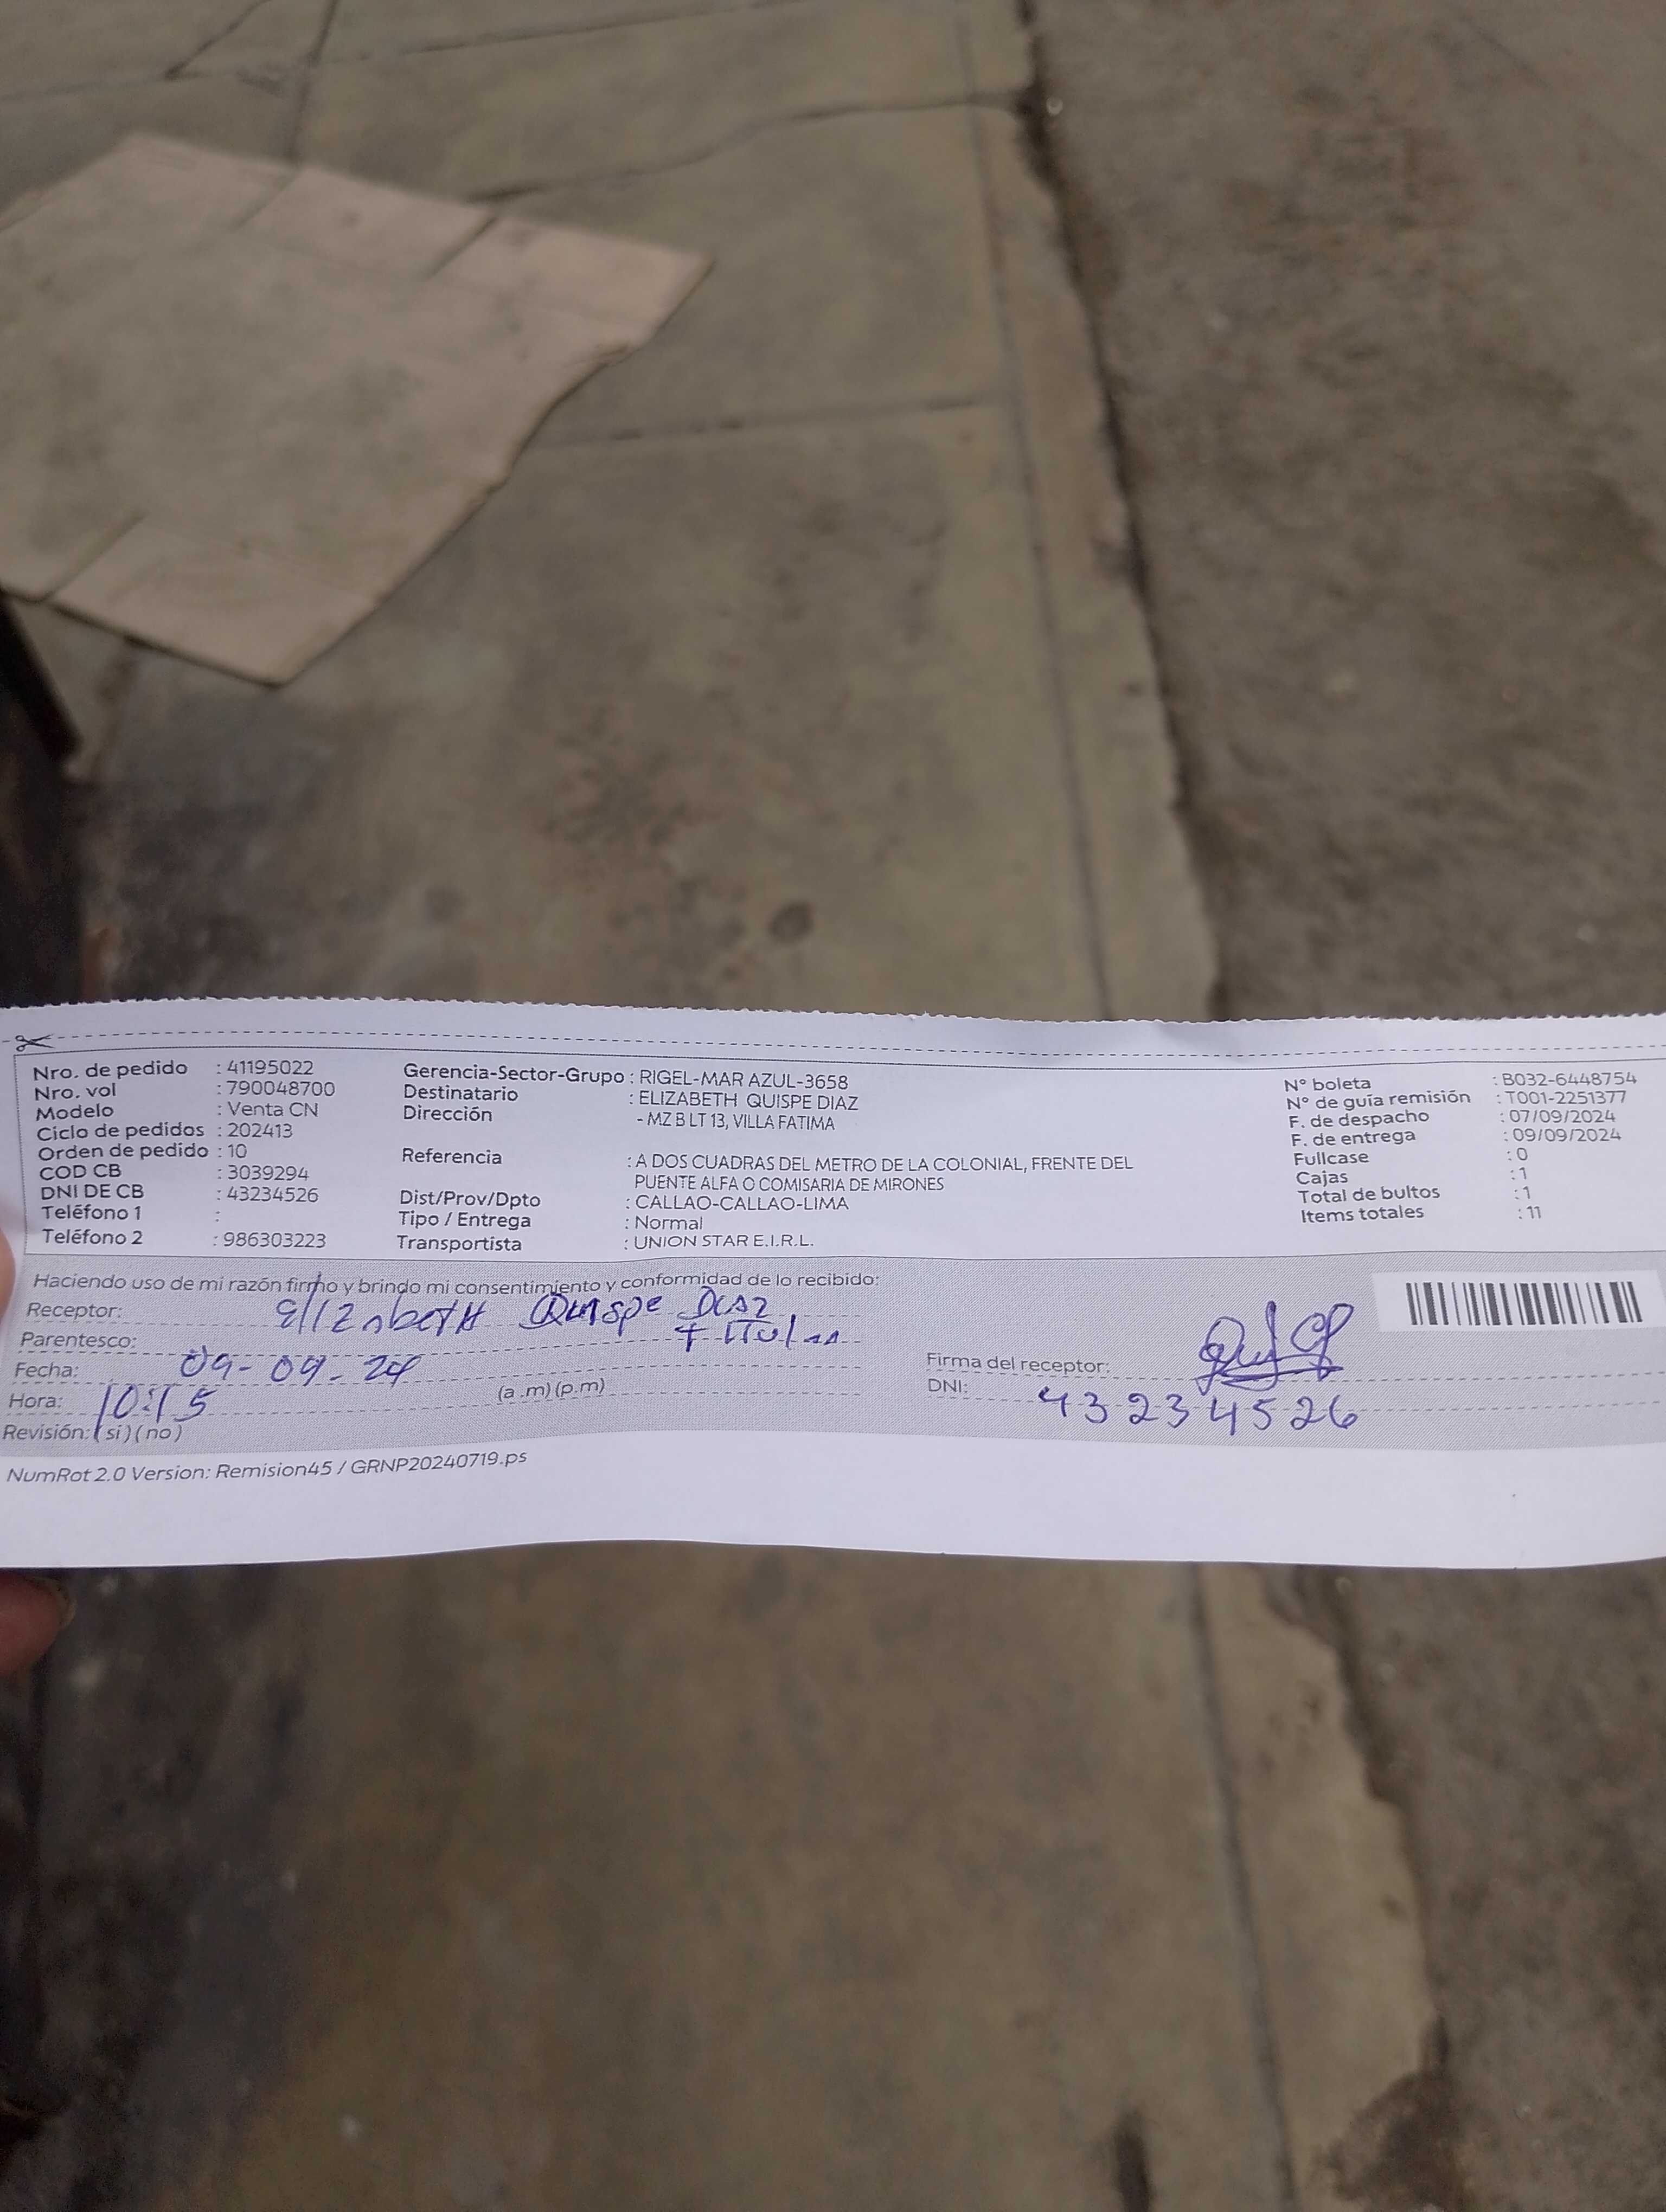 Nro. de pedido : 41195022
Nro. vol : 790048700
Modelo : Venta CN
Ciclo de pedidos : 202413
Orden de pedido : 10
COD CB : 3039294
DNI DE CB : 43234526
Teléfono 1 :
Teléfono 2 : 986303223
Gerencia-Sector-Grupo : RIGEL-MAR AZUL-3658
Destinatario : ELIZABETH QUISPE DIAZ
Dirección - MZ B LT 13, VILLA FATIMA
Referencia : A DOS CUADRAS DEL METRO DE LA COLONIAL, FRENTE DEL
PUENTE ALFA O COMISARIA DE MIRONES
Dist/Prov/Dpto : CALLAO-CALLAO-LIMA
Tipo / Entrega : Normal
Transportista : UNION STAR E.I.R.L.
N° boleta : B032-6448754
N° de guía remisión : T001-2251377
F. de despacho : 07/09/2024
F. de entrega : 09/09/2024
Fullcase : 0
Cajas : 1
Total de bultos : 1
Items totales : 11
Haciendo uso de mi razón firmo y brindo mi consentimiento y conformidad de lo recibido:
Receptor: ElizabetH Quispe Diaz
Parentesco: titular
Fecha: 09-09-24
Hora: 10:15 (a.m) (p.m)
Revisión: (si) (no)
Firma del receptor:
DNI: 43234526
NumRot 2.0 Version: Remision45 / GRNP20240719.ps